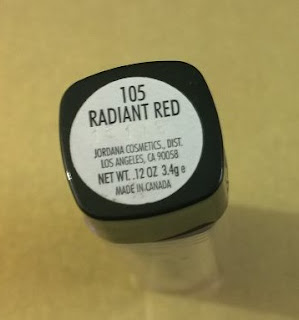 105
RADIANT RED
JORDANA COSMETICS., DIST.
LOS ANGELES, CA 90058
NET WT. .12 OZ 3.4g e
MADE IN CANADA